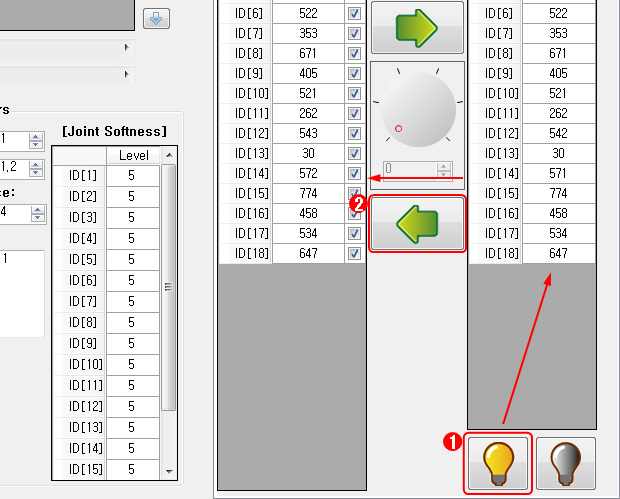 rs
1
1,2
ce:
4
1
[Joint Softness]
Level
ID[1] 5
ID[2] 5
ID[3] 5
ID[4] 5
ID[5] 5
ID[6] 5
ID[7] 5
ID[8] 5
ID[9] 5
ID[10] 5
ID[11] 5
ID[12] 5
ID[13] 5
ID[14] 5
ID[15] 5
ID[6] 522
ID[7] 353
ID[8] 671
ID[9] 405
ID[10] 521
ID[11] 262
ID[12] 543
ID[13] 30
ID[14] 572
ID[15] 774
ID[16] 458
ID[17] 534
ID[18] 647
0
2
ID[6] 522
ID[7] 353
ID[8] 671
ID[9] 405
ID[10] 521
ID[11] 262
ID[12] 542
ID[13] 30
ID[14] 571
ID[15] 774
ID[16] 458
ID[17] 534
ID[18] 647
1